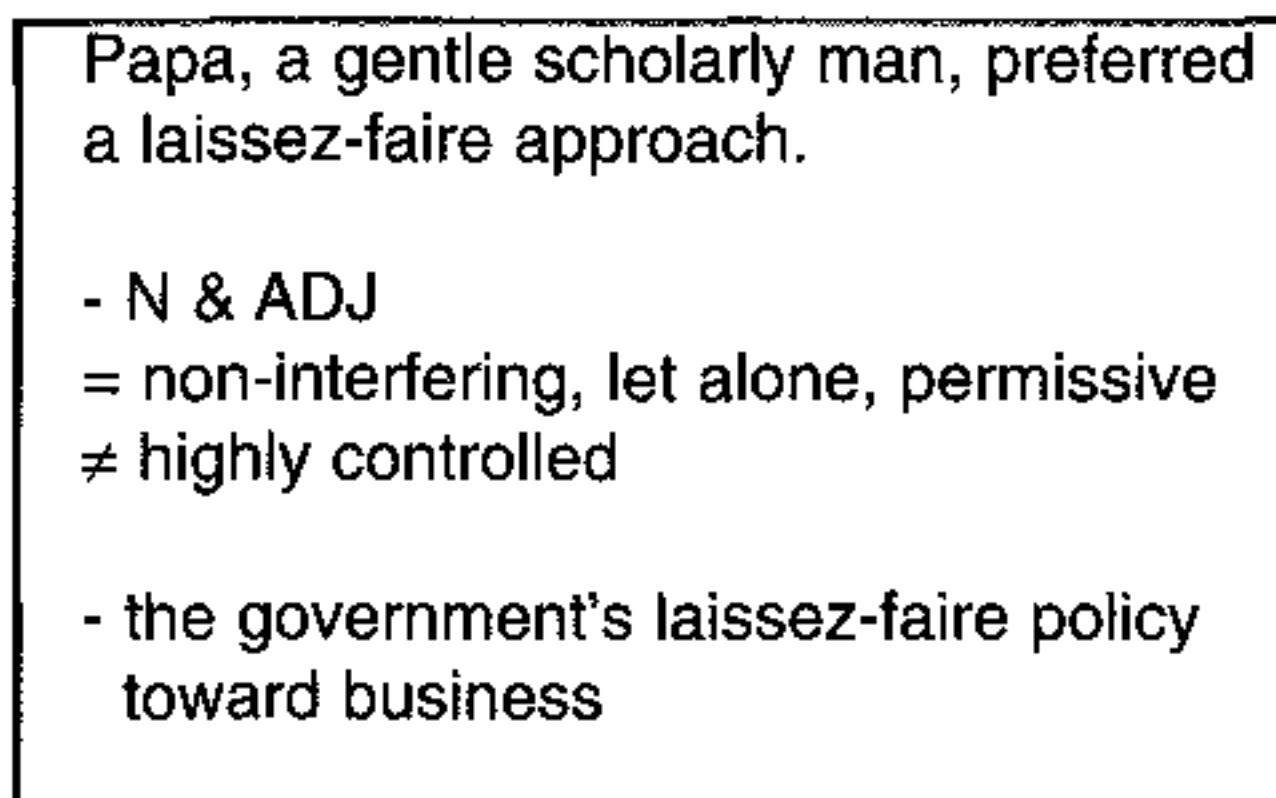 Papa, a gentle scholarly man, preferred
a laissez-faire approach.
- N & ADJ
= non-interfering, let alone, permissive
≠ highly controlled
- the government's laissez-faire policy
toward business